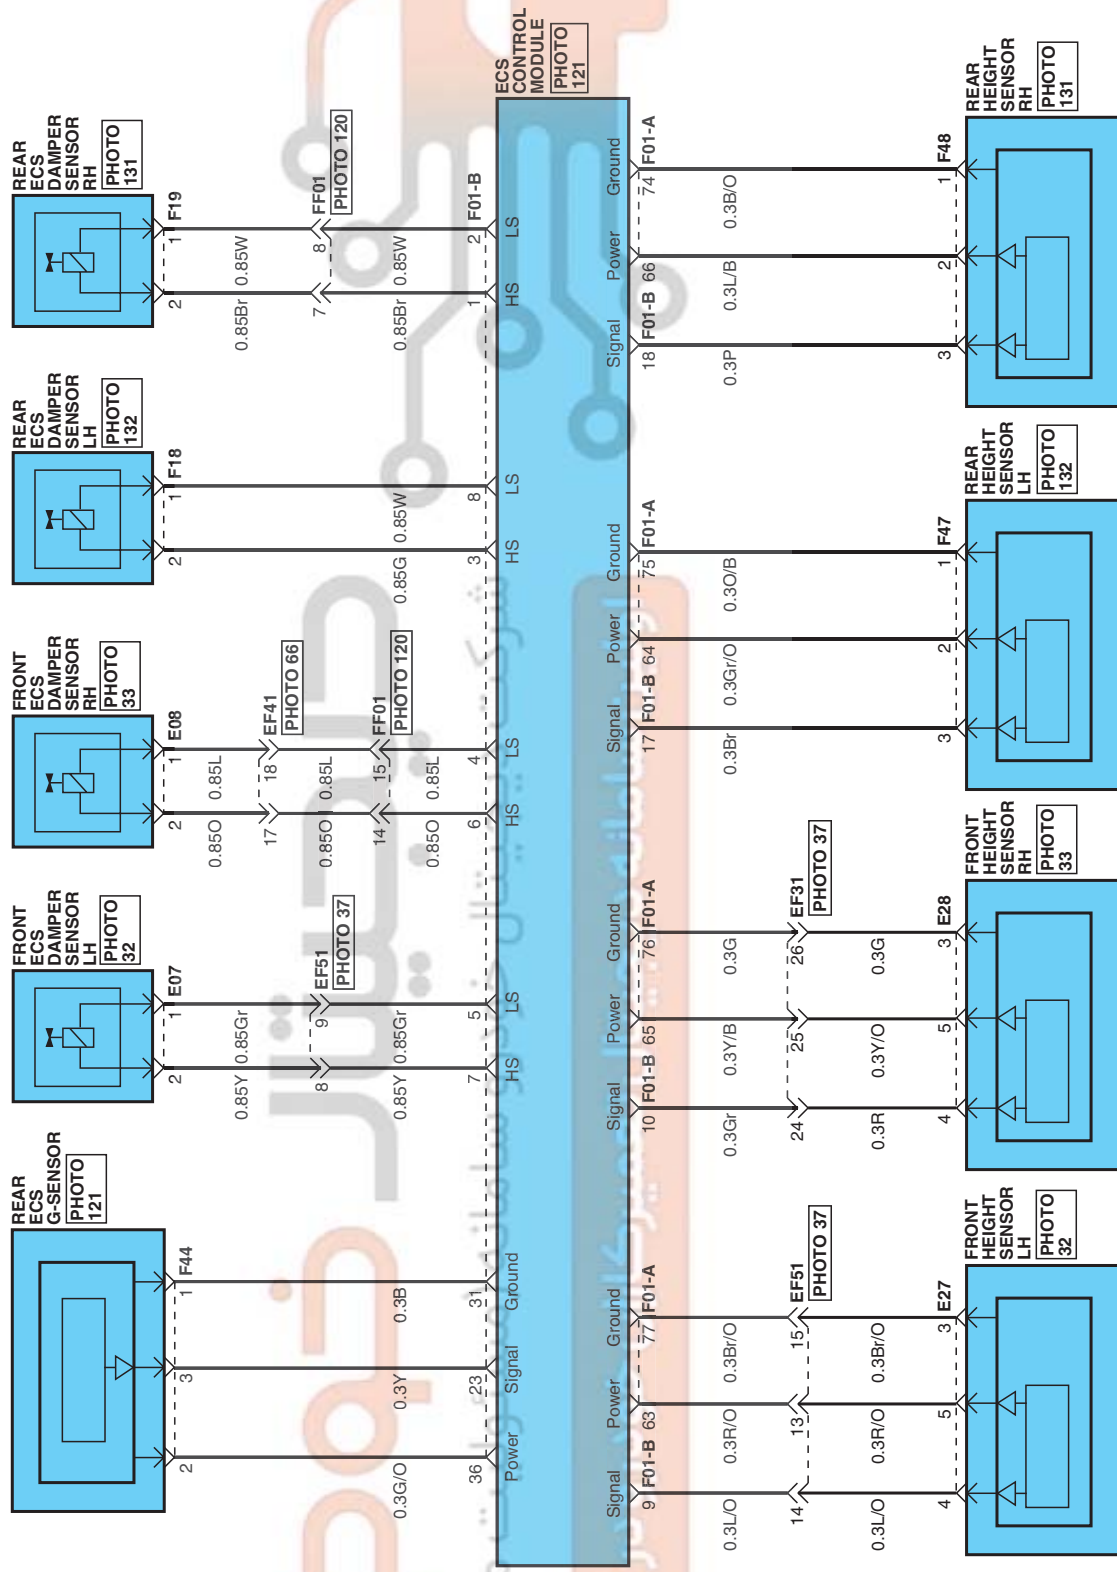 REAR
ECS
G-SENSOR
PHOTO
121
F44
2
3
1
0.3G/O
0.3Y
0.3B
36
23
31
Power
Signal
Ground
FRONT
ECS
DAMPER
SENSOR
LH
PHOTO
32
E07
2
1
0.85Y
0.85Gr
EF51
PHOTO 37
8
9
0.85Y
0.85Gr
7
5
HS
LS
FRONT
ECS
DAMPER
SENSOR
RH
PHOTO
33
E08
2
1
0.85O
0.85L
EF41
PHOTO 66
17
18
0.85O
0.85L
FF01
PHOTO 120
14
15
0.85O
0.85L
6
4
HS
LS
REAR
ECS
DAMPER
SENSOR
LH
PHOTO
132
F18
2
1
0.85G
0.85W
3
8
HS
LS
REAR
ECS
DAMPER
SENSOR
RH
PHOTO
131
F19
2
1
0.85Br
0.85W
FF01
PHOTO 120
7
8
0.85Br
0.85W
1
2
F01-B
HS
LS
ECS
CONTROL
MODULE
PHOTO
121
Signal
Power
Ground
9
F01-B
63
77
F01-A
0.3L/O
0.3R/O
0.3Br/O
EF51
PHOTO 37
14
13
15
0.3L/O
0.3R/O
0.3Br/O
4
5
3
E27
FRONT
HEIGHT
SENSOR
LH
PHOTO
32
Signal
Power
Ground
10
F01-B
65
76
F01-A
0.3Gr
0.3Y/B
0.3G
EF31
PHOTO 37
24
25
26
0.3R
0.3Y/O
0.3G
4
5
3
E28
FRONT
HEIGHT
SENSOR
RH
PHOTO
33
Signal
Power
Ground
17
F01-B
64
75
F01-A
0.3Br
0.3Gr/O
0.3O/B
3
2
1
F47
REAR
HEIGHT
SENSOR
LH
PHOTO
132
Signal
Power
Ground
18
F01-B
66
74
F01-A
0.3P
0.3L/B
0.3B/O
3
2
1
F48
REAR
HEIGHT
SENSOR
RH
PHOTO
131